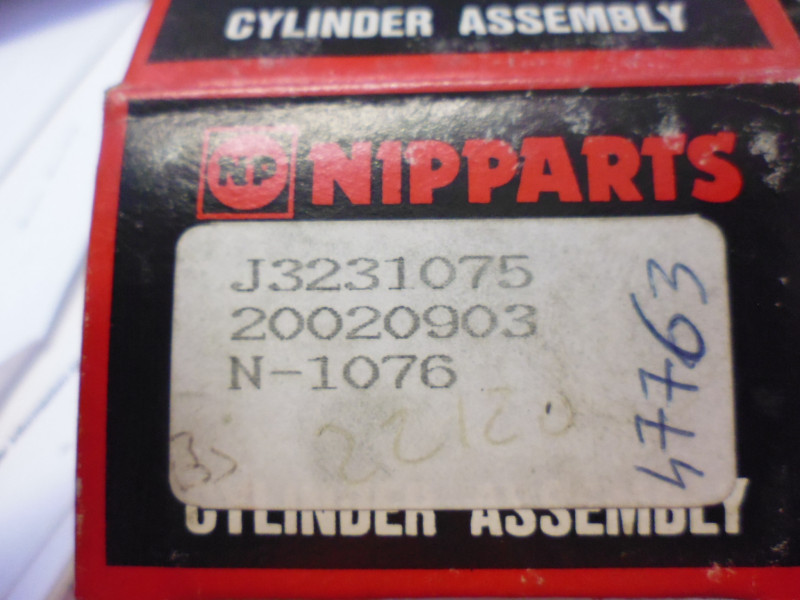 CYLINDER ASSEMBLY
NP NIPPARTS
J3231075
20020903
N-1076
47763
22120
CYLINDER ASSEMBLY